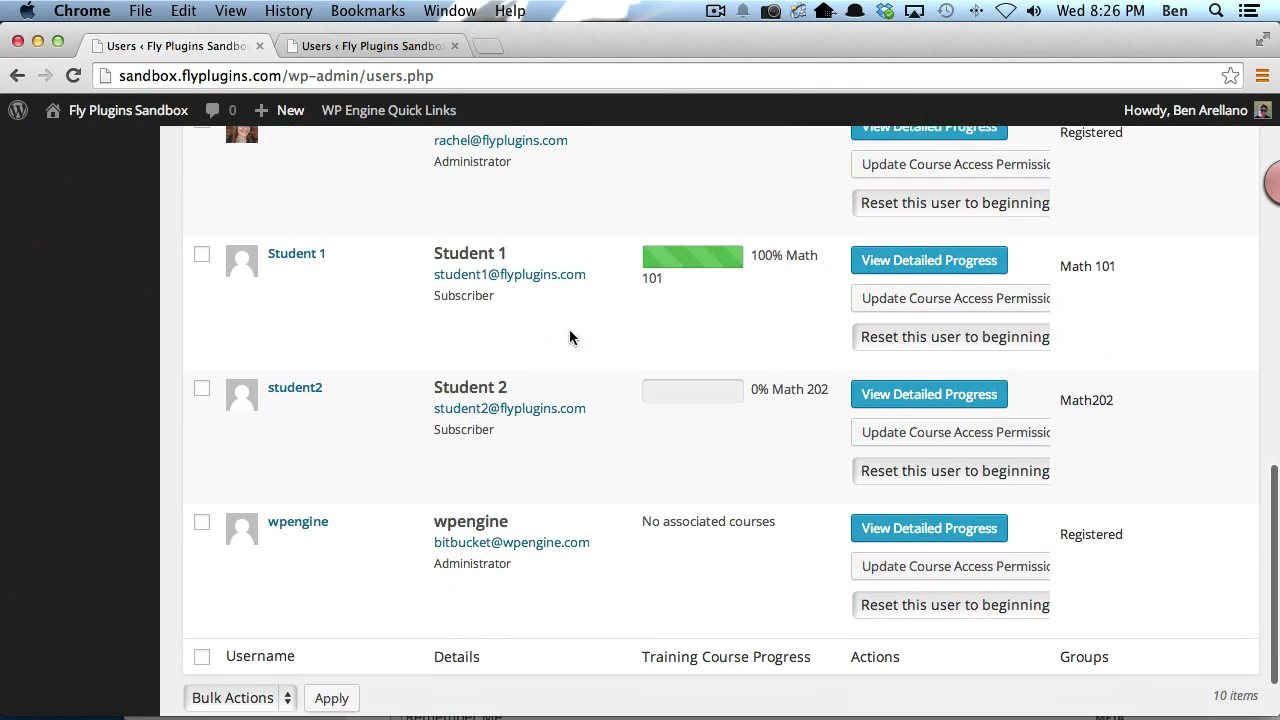 Chrome File Edit View History Bookmarks Window Help Wed 8:26 PM Ben
Users ‹ Fly Plugins Sandbo Users ‹ Fly Plugins Sandbo
sandbox.flyplugins.com/wp-admin/users.php
Fly Plugins Sandbox 0 New WP Engine Quick Links Howdy, Ben Arellano
View Detailed Progress Registered
rachel@flyplugins.com
Administrator Update Course Access Permissio
Reset this user to beginning
Student 1 Student 1 100% Math View Detailed Progress
student1@flyplugins.com 101 Math 101
Subscriber Update Course Access Permissio
Reset this user to beginning
student2 Student 2 0% Math 202 View Detailed Progress
student2@flyplugins.com Math202
Subscriber Update Course Access Permissio
Reset this user to beginning
wpengine wpengine No associated courses View Detailed Progress
bitbucket@wpengine.com Registered
Administrator Update Course Access Permissio
Reset this user to beginning
Username Details Training Course Progress Actions Groups
Bulk Actions Apply 10 items